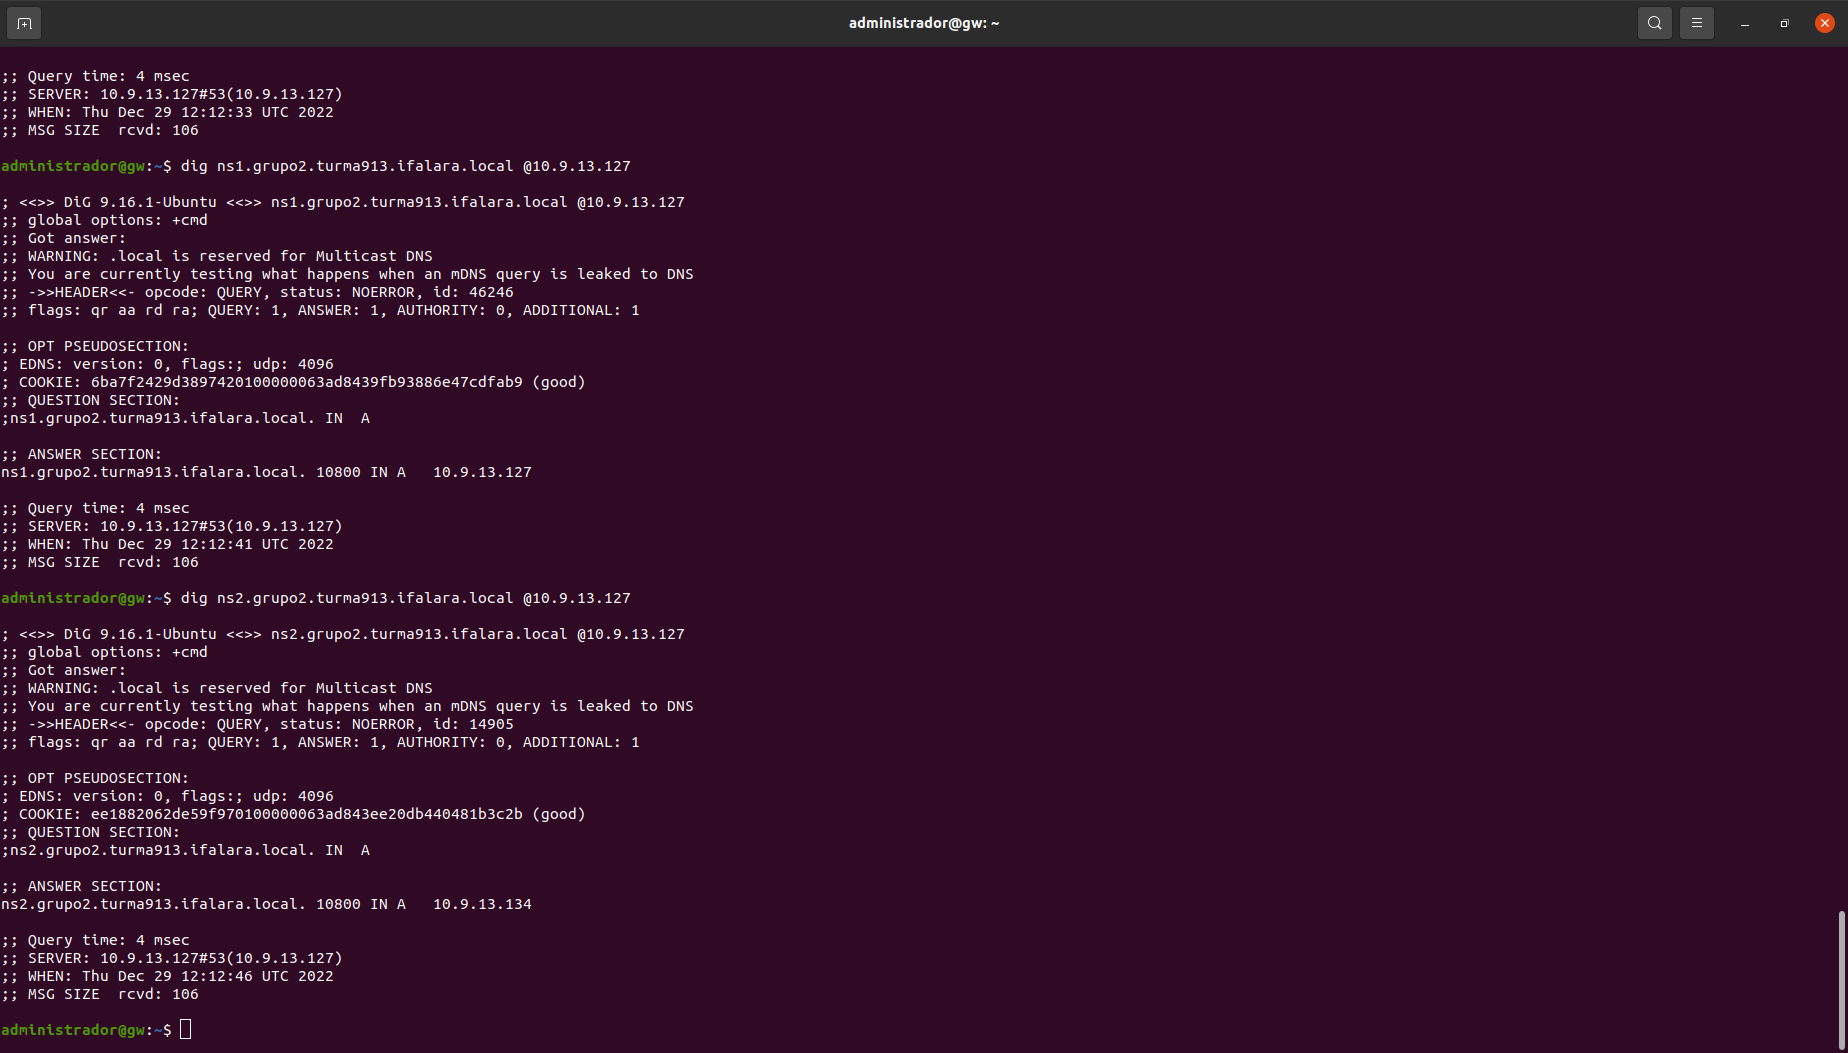 administrador@gw: ~
;; Query time: 4 msec
;; SERVER: 10.9.13.127#53(10.9.13.127)
;; WHEN: Thu Dec 29 12:12:33 UTC 2022
;; MSG SIZE  rcvd: 106
administrador@gw:~$ dig ns1.grupo2.turma913.ifalara.local @10.9.13.127
; <<>> DiG 9.16.1-Ubuntu <<>> ns1.grupo2.turma913.ifalara.local @10.9.13.127
;; global options: +cmd
;; Got answer:
;; WARNING: .local is reserved for Multicast DNS
;; You are currently testing what happens when an mDNS query is leaked to DNS
;; ->>HEADER<<- opcode: QUERY, status: NOERROR, id: 46246
;; flags: qr aa rd ra; QUERY: 1, ANSWER: 1, AUTHORITY: 0, ADDITIONAL: 1
;; OPT PSEUDOSECTION:
; EDNS: version: 0, flags:; udp: 4096
; COOKIE: 6ba7f2429d3897420100000063ad8439fb93886e47cdfab9 (good)
;; QUESTION SECTION:
;ns1.grupo2.turma913.ifalara.local. IN  A
;; ANSWER SECTION:
ns1.grupo2.turma913.ifalara.local. 10800 IN A   10.9.13.127
;; Query time: 4 msec
;; SERVER: 10.9.13.127#53(10.9.13.127)
;; WHEN: Thu Dec 29 12:12:41 UTC 2022
;; MSG SIZE  rcvd: 106
administrador@gw:~$ dig ns2.grupo2.turma913.ifalara.local @10.9.13.127
; <<>> DiG 9.16.1-Ubuntu <<>> ns2.grupo2.turma913.ifalara.local @10.9.13.127
;; global options: +cmd
;; Got answer:
;; WARNING: .local is reserved for Multicast DNS
;; You are currently testing what happens when an mDNS query is leaked to DNS
;; ->>HEADER<<- opcode: QUERY, status: NOERROR, id: 14905
;; flags: qr aa rd ra; QUERY: 1, ANSWER: 1, AUTHORITY: 0, ADDITIONAL: 1
;; OPT PSEUDOSECTION:
; EDNS: version: 0, flags:; udp: 4096
; COOKIE: ee1882062de59f970100000063ad843ee20db440481b3c2b (good)
;; QUESTION SECTION:
;ns2.grupo2.turma913.ifalara.local. IN  A
;; ANSWER SECTION:
ns2.grupo2.turma913.ifalara.local. 10800 IN A   10.9.13.134
;; Query time: 4 msec
;; SERVER: 10.9.13.127#53(10.9.13.127)
;; WHEN: Thu Dec 29 12:12:46 UTC 2022
;; MSG SIZE  rcvd: 106
administrador@gw:~$